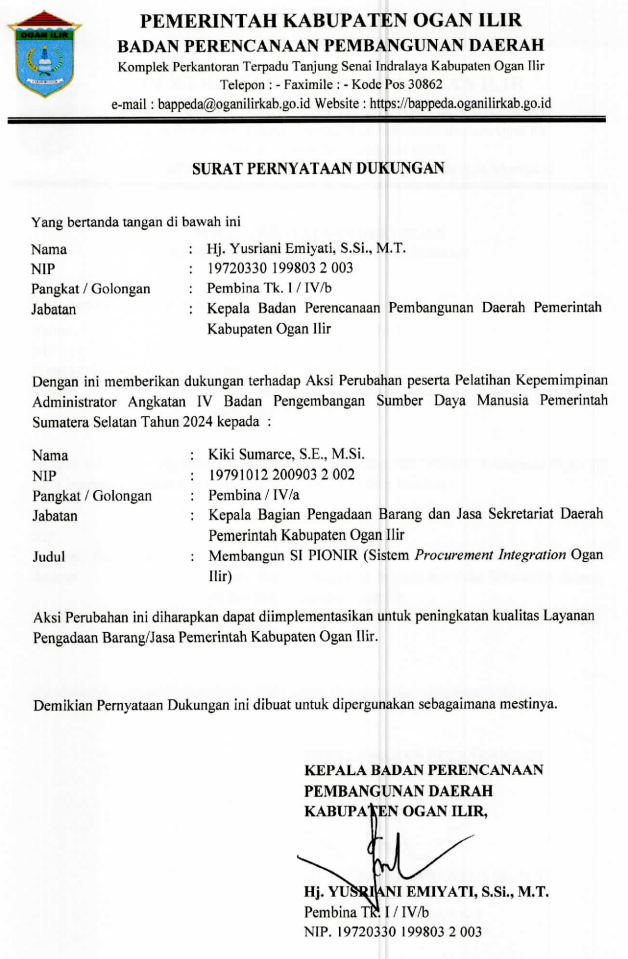 OGAN ILIR
PEMERINTAH KABUPATEN OGAN ILIR
BADAN PERENCANAAN PEMBANGUNAN DAERAH
Komplek Perkantoran Terpadu Tanjung Senai Indralaya Kabupaten Ogan Ilir
Telepon : - Faximile : - Kode Pos 30862
e-mail : bappeda@oganilirkab.go.id Website : https://bappeda.oganilirkab.go.id
SURAT PERNYATAAN DUKUNGAN
Yang bertanda tangan di bawah ini
Nama : Hj. Yusriani Emiyati, S.Si., M.T.
NIP : 19720330 199803 2 003
Pangkat / Golongan : Pembina Tk. I / IV/b
Jabatan : Kepala Badan Perencanaan Pembangunan Daerah Pemerintah
Kabupaten Ogan Ilir
Dengan ini memberikan dukungan terhadap Aksi Perubahan peserta Pelatihan Kepemimpinan
Administrator Angkatan IV Badan Pengembangan Sumber Daya Manusia Pemerintah
Sumatera Selatan Tahun 2024 kepada :
Nama : Kiki Sumarce, S.E., M.Si.
NIP : 19791012 200903 2 002
Pangkat / Golongan : Pembina / IV/a
Jabatan : Kepala Bagian Pengadaan Barang dan Jasa Sekretariat Daerah
Pemerintah Kabupaten Ogan Ilir
Judul : Membangun SI PIONIR (Sistem Procurement Integration Ogan
Ilir)
Aksi Perubahan ini diharapkan dapat diimplementasikan untuk peningkatan kualitas Layanan
Pengadaan Barang/Jasa Pemerintah Kabupaten Ogan Ilir.
Demikian Pernyataan Dukungan ini dibuat untuk dipergunakan sebagaimana mestinya.
KEPALA BADAN PERENCANAAN
PEMBANGUNAN DAERAH
KABUPATEN OGAN ILIR,
Hj. YUSRIANI EMIYATI, S.Si., M.T.
Pembina Tk. I / IV/b
NIP. 19720330 199803 2 003